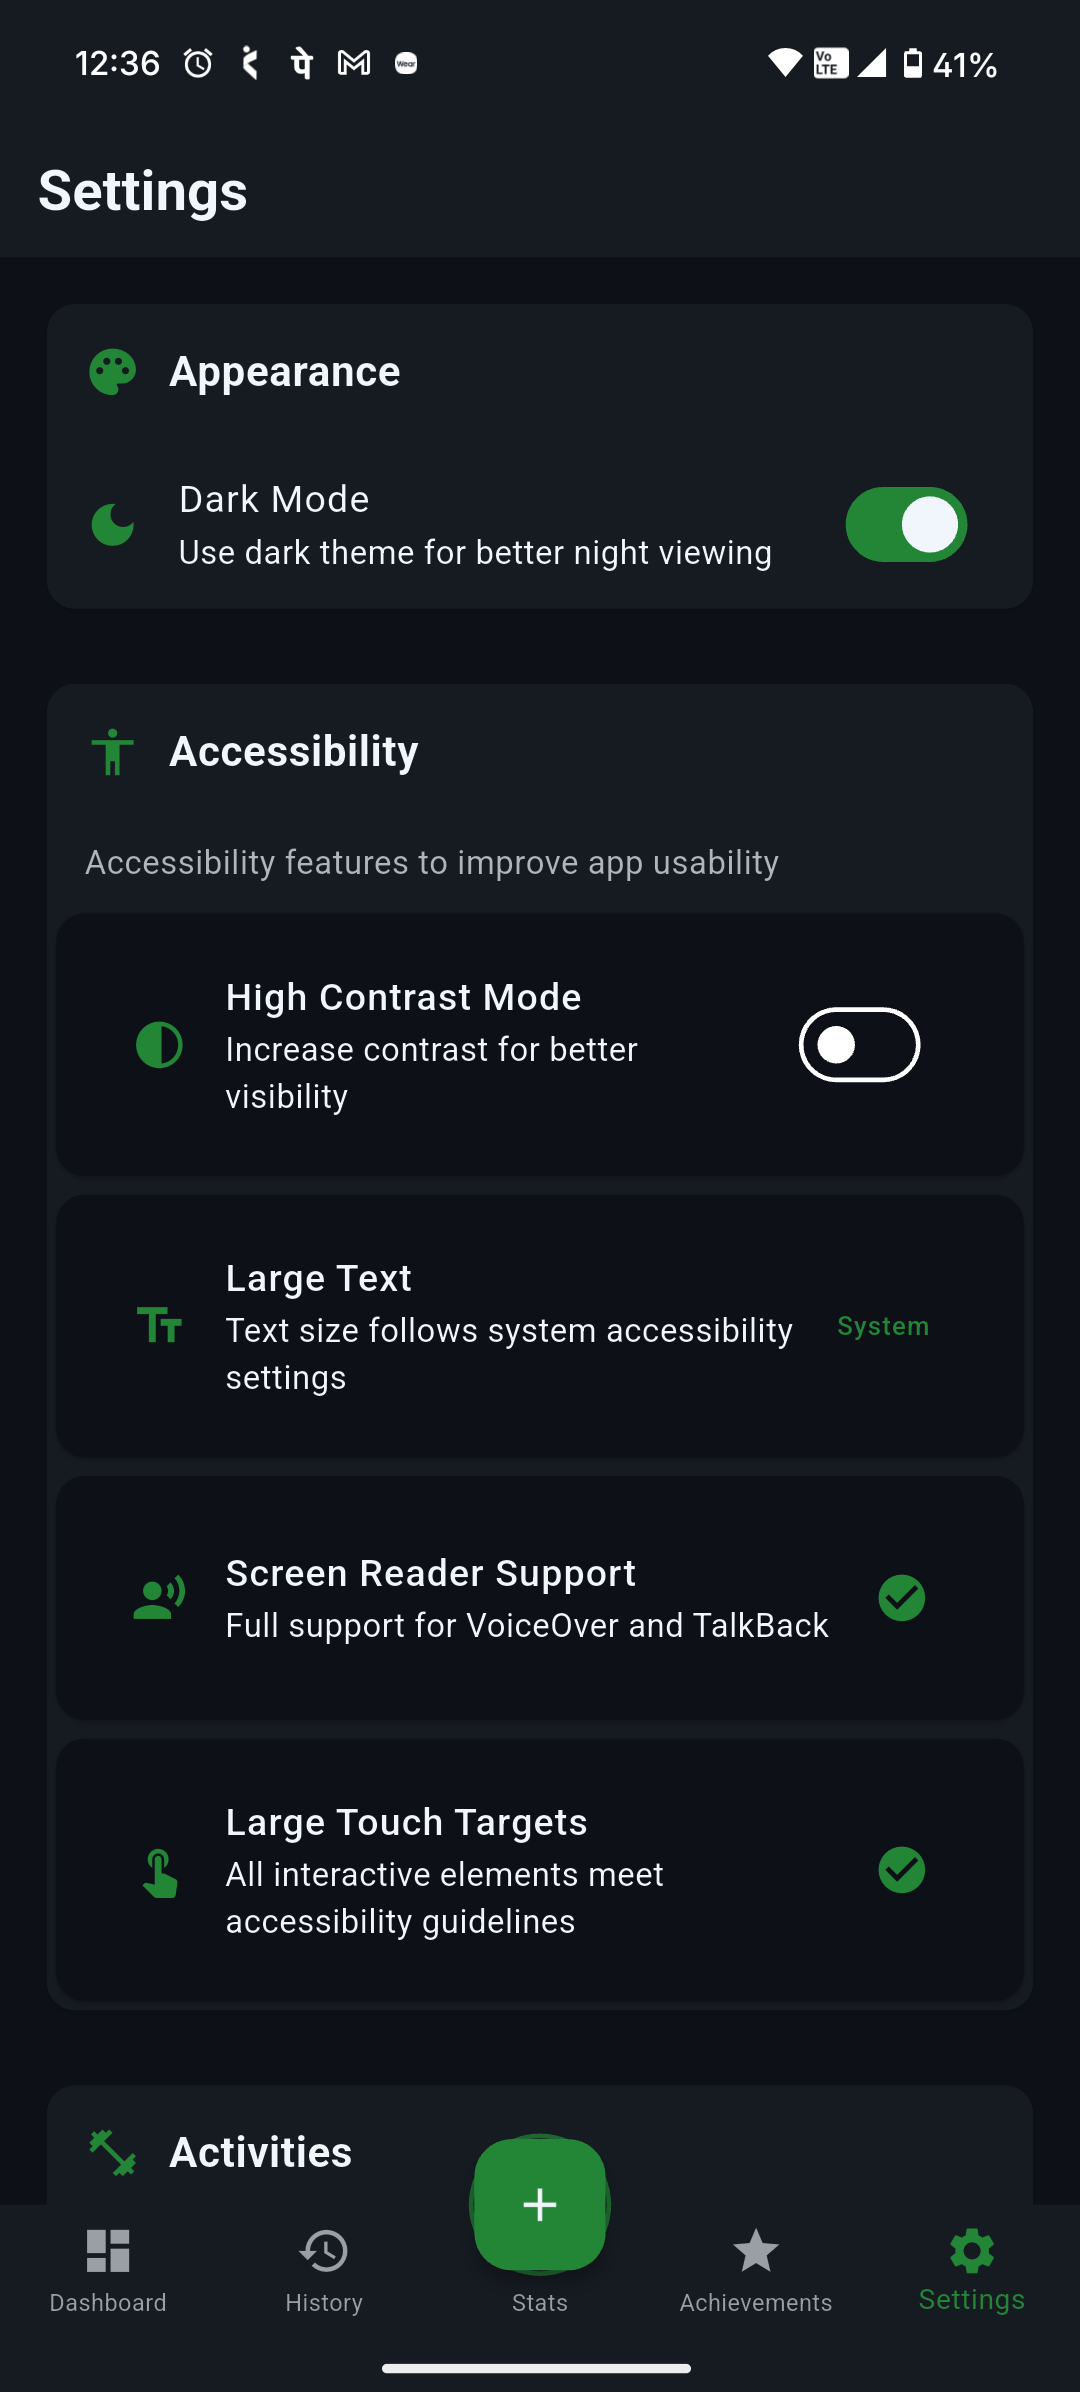 12:36 पे Wear Vo LTE 41%
Settings
Appearance
Dark Mode
Use dark theme for better night viewing
Accessibility
Accessibility features to improve app usability
High Contrast Mode
Increase contrast for better
visibility
Large Text
Text size follows system accessibility
settings
System
Screen Reader Support
Full support for VoiceOver and TalkBack
Large Touch Targets
All interactive elements meet
accessibility guidelines
Activities
Dashboard History Stats Achievements Settings